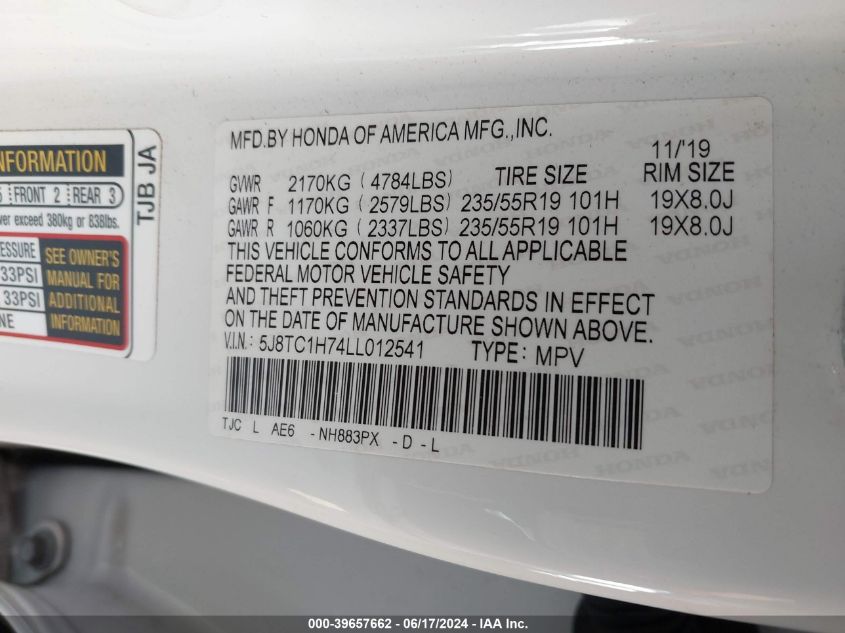 MFD.BY HONDA OF AMERICA MFG.,INC.
11/'19
GVWR 2170KG (4784LBS) TIRE SIZE RIM SIZE
GAWR F 1170KG (2579LBS) 235/55R19 101H 19X8.0J
GAWR R 1060KG (2337LBS) 235/55R19 101H 19X8.0J
THIS VEHICLE CONFORMS TO ALL APPLICABLE
FEDERAL MOTOR VEHICLE SAFETY
AND THEFT PREVENTION STANDARDS IN EFFECT
ON THE DATE OF MANUFACTURE SHOWN ABOVE.
V.I.N.: 5J8TC1H74LL012541 TYPE: MPV
TJC L AE6 -NH883PX -D -L
TJB JA
FRONT 2 REAR 3
exceed 380kg or 838lbs.
SEE OWNER'S
33PSI MANUAL FOR
33PSI ADDITIONAL
INFORMATION
000-39657662 / 06/17/2024 - IAA Inc.